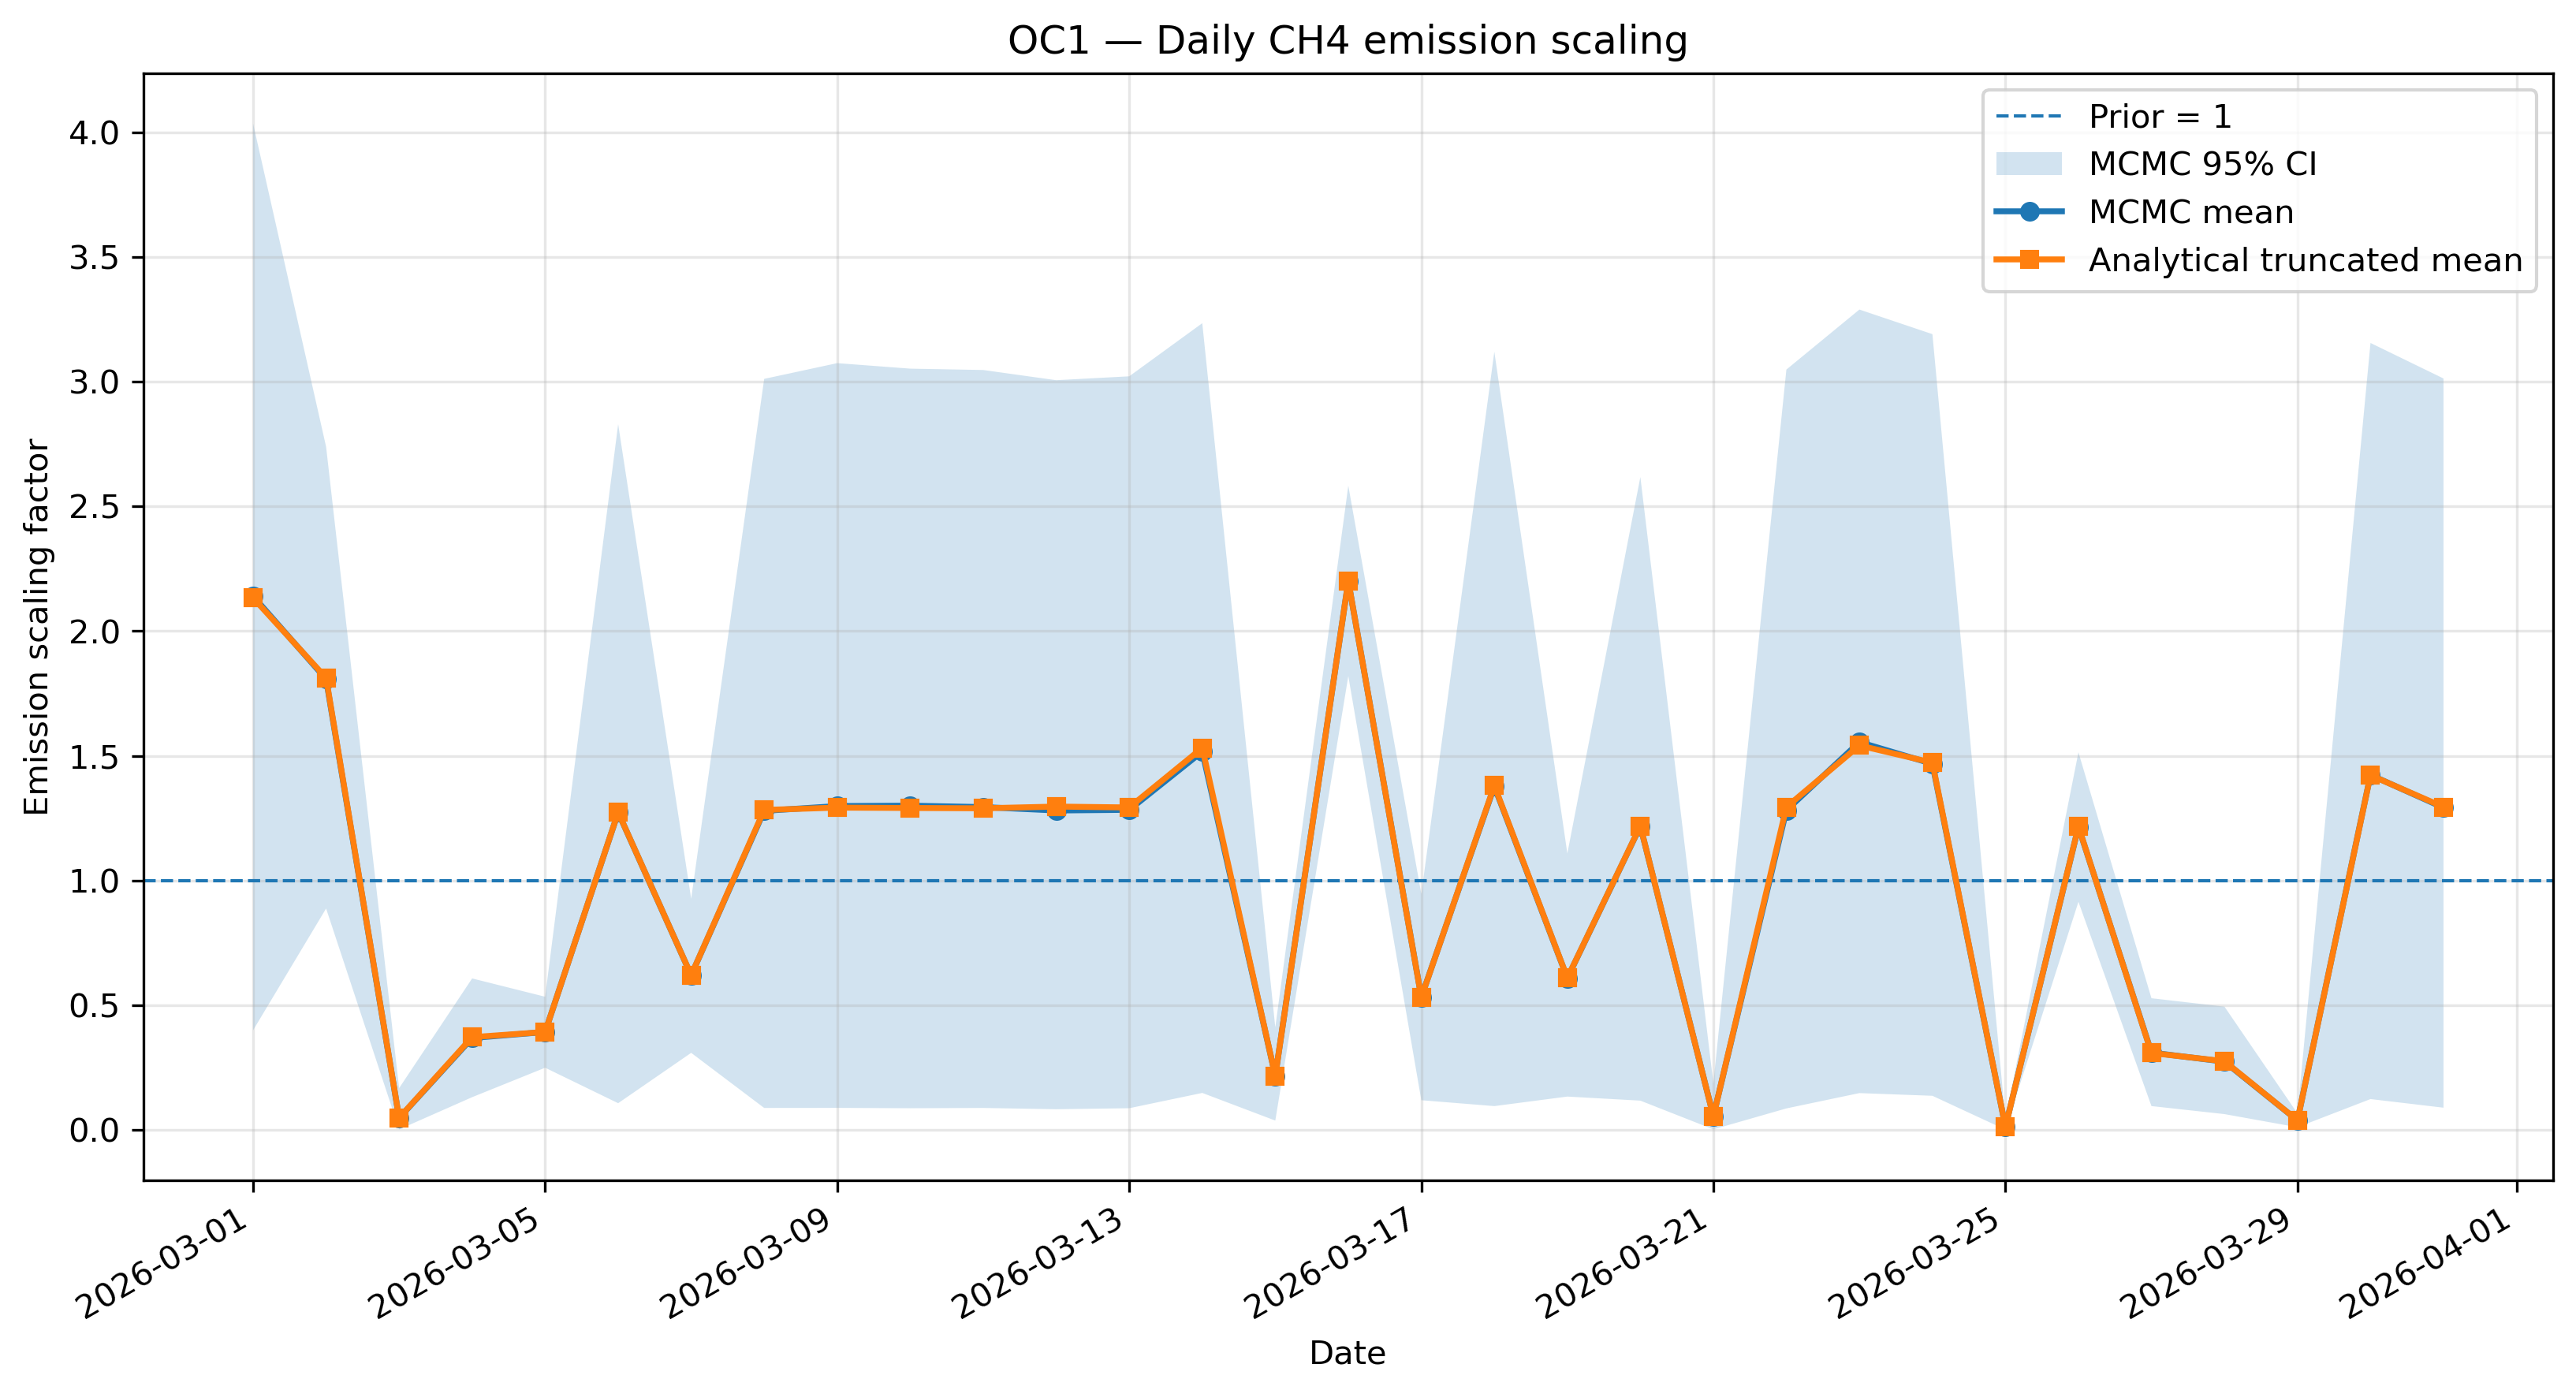 OC1 — Daily CH4 emission scaling
Prior = 1
MCMC 95% CI
MCMC mean
Analytical truncated mean
Emission scaling factor
4.0
3.5
3.0
2.5
2.0
1.5
1.0
0.5
0.0
2026-03-01
2026-03-05
2026-03-09
2026-03-13
2026-03-17
2026-03-21
2026-03-25
2026-03-29
2026-04-01
Date